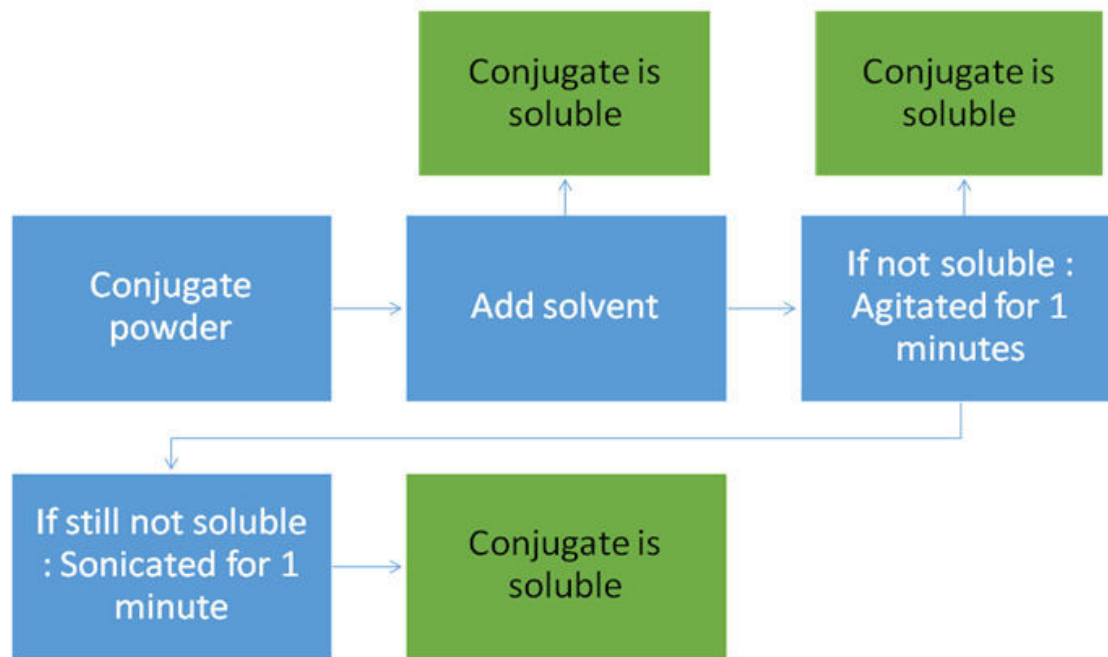 Conjugate is
soluble
Conjugate is
soluble
Conjugate
powder
Add solvent
If not soluble :
Agitated for 1
minutes
If still not soluble
: Sonicated for 1
minute
Conjugate is
soluble